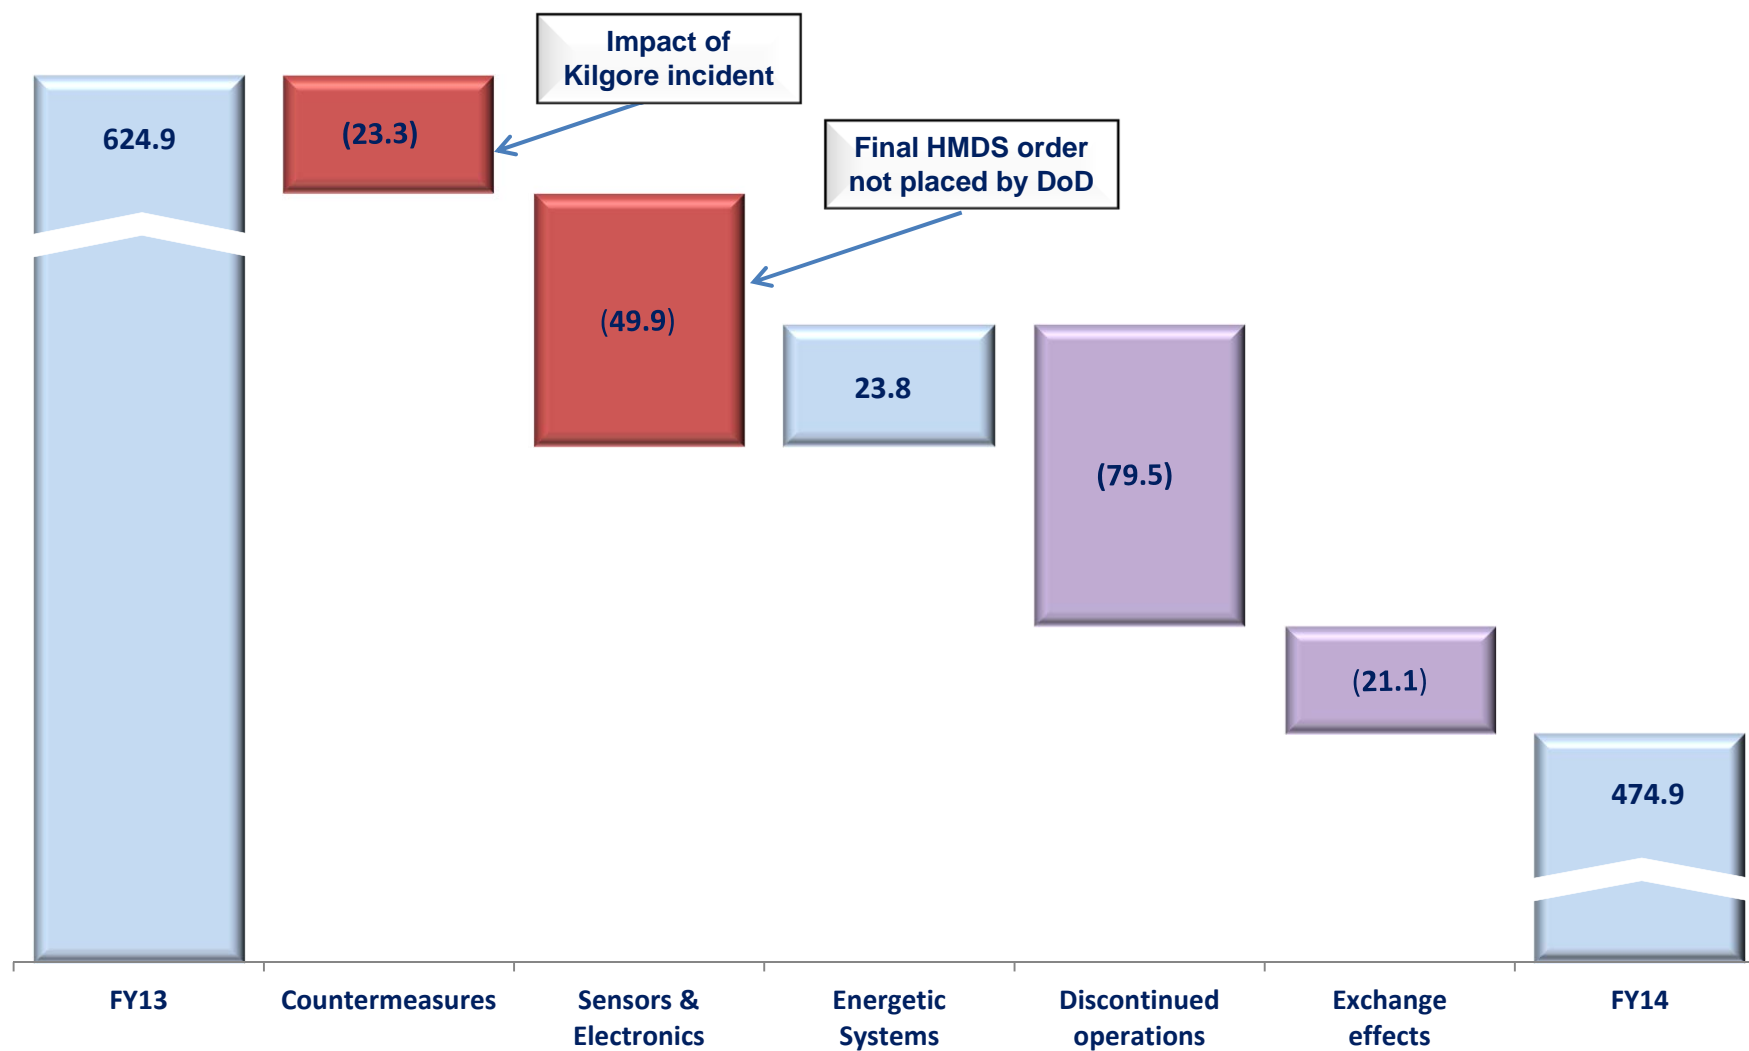 Impact of
Kilgore incident
624.9
(23.3)
Final HMDS order
not placed by DoD
(49.9)
23.8
(79.5)
(21.1)
474.9
FY13
Countermeasures
Sensors &
Electronics
Energetic
Systems
Discontinued
operations
Exchange
effects
FY14